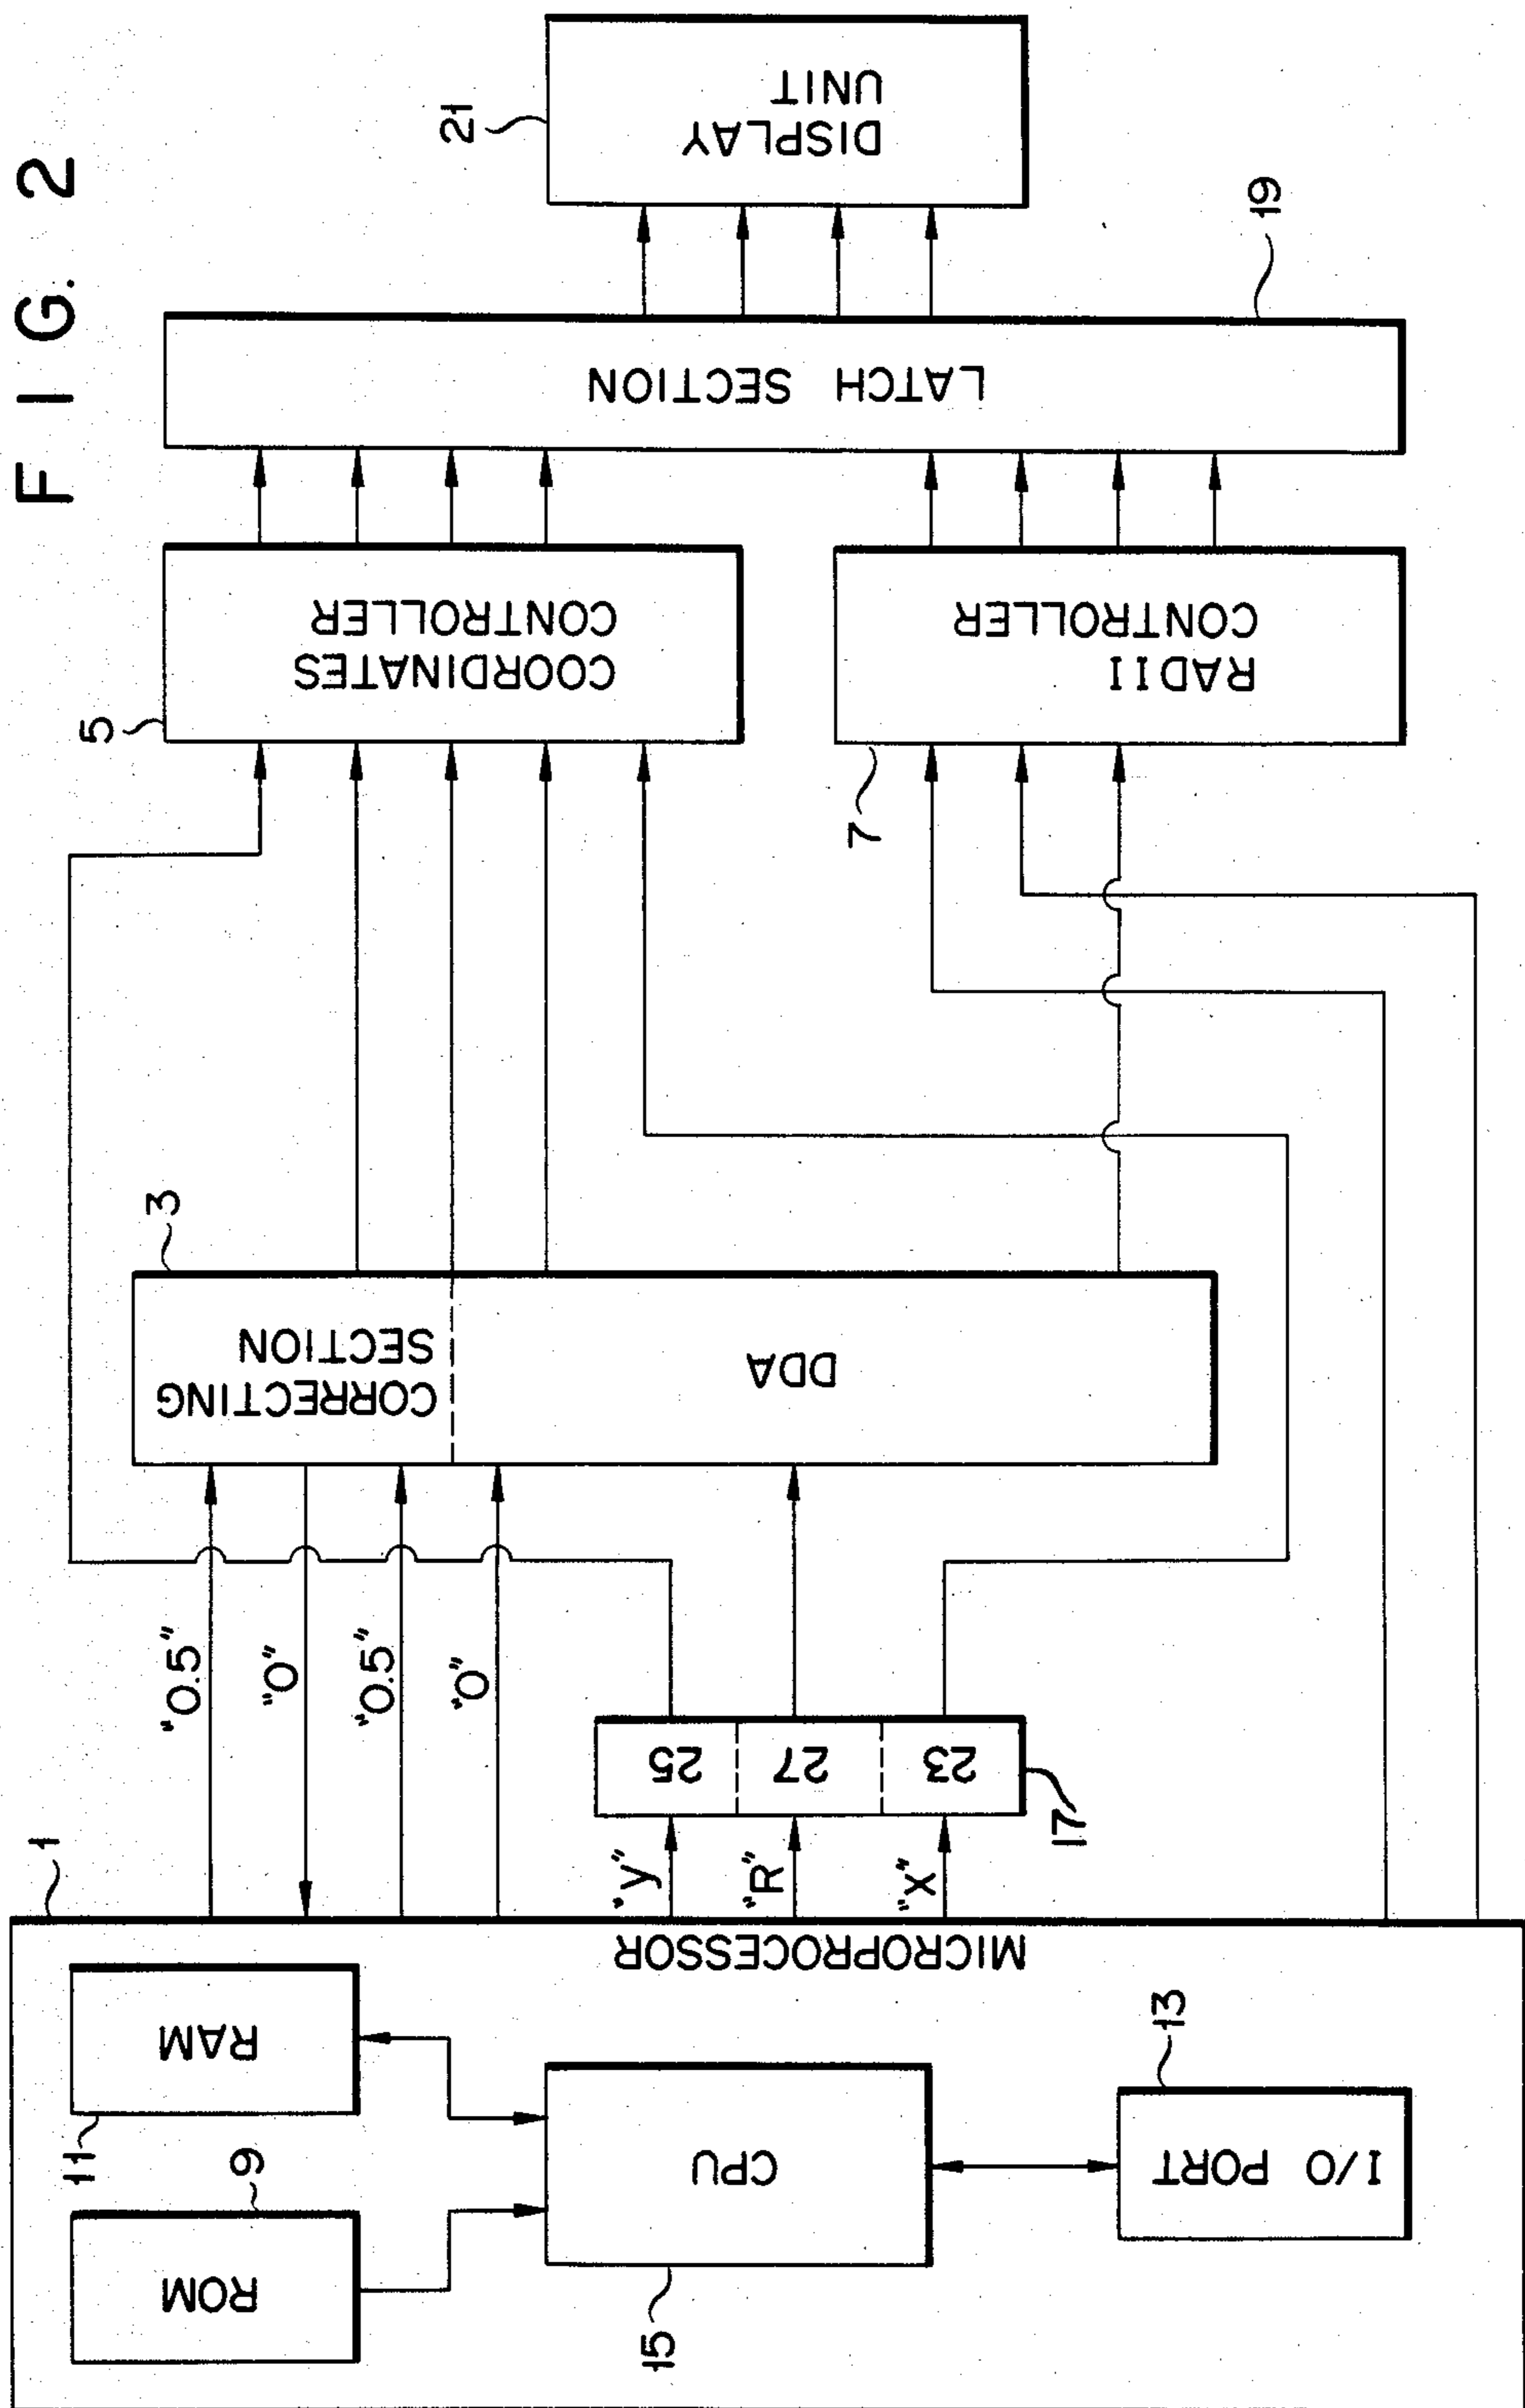 FIG. 2
1
RAM
11
ROM
9
CPU
15
I/O PORT
13
MICROPROCESSOR
"0.5"
"0"
"0.5"
"0"
"y"
"R"
"X"
25
27
23
17
3
CORRECTING
SECTION
DDA
5
COORDINATES
CONTROLLER
7
RADII
CONTROLLER
LATCH SECTION
19
21
DISPLAY
UNIT